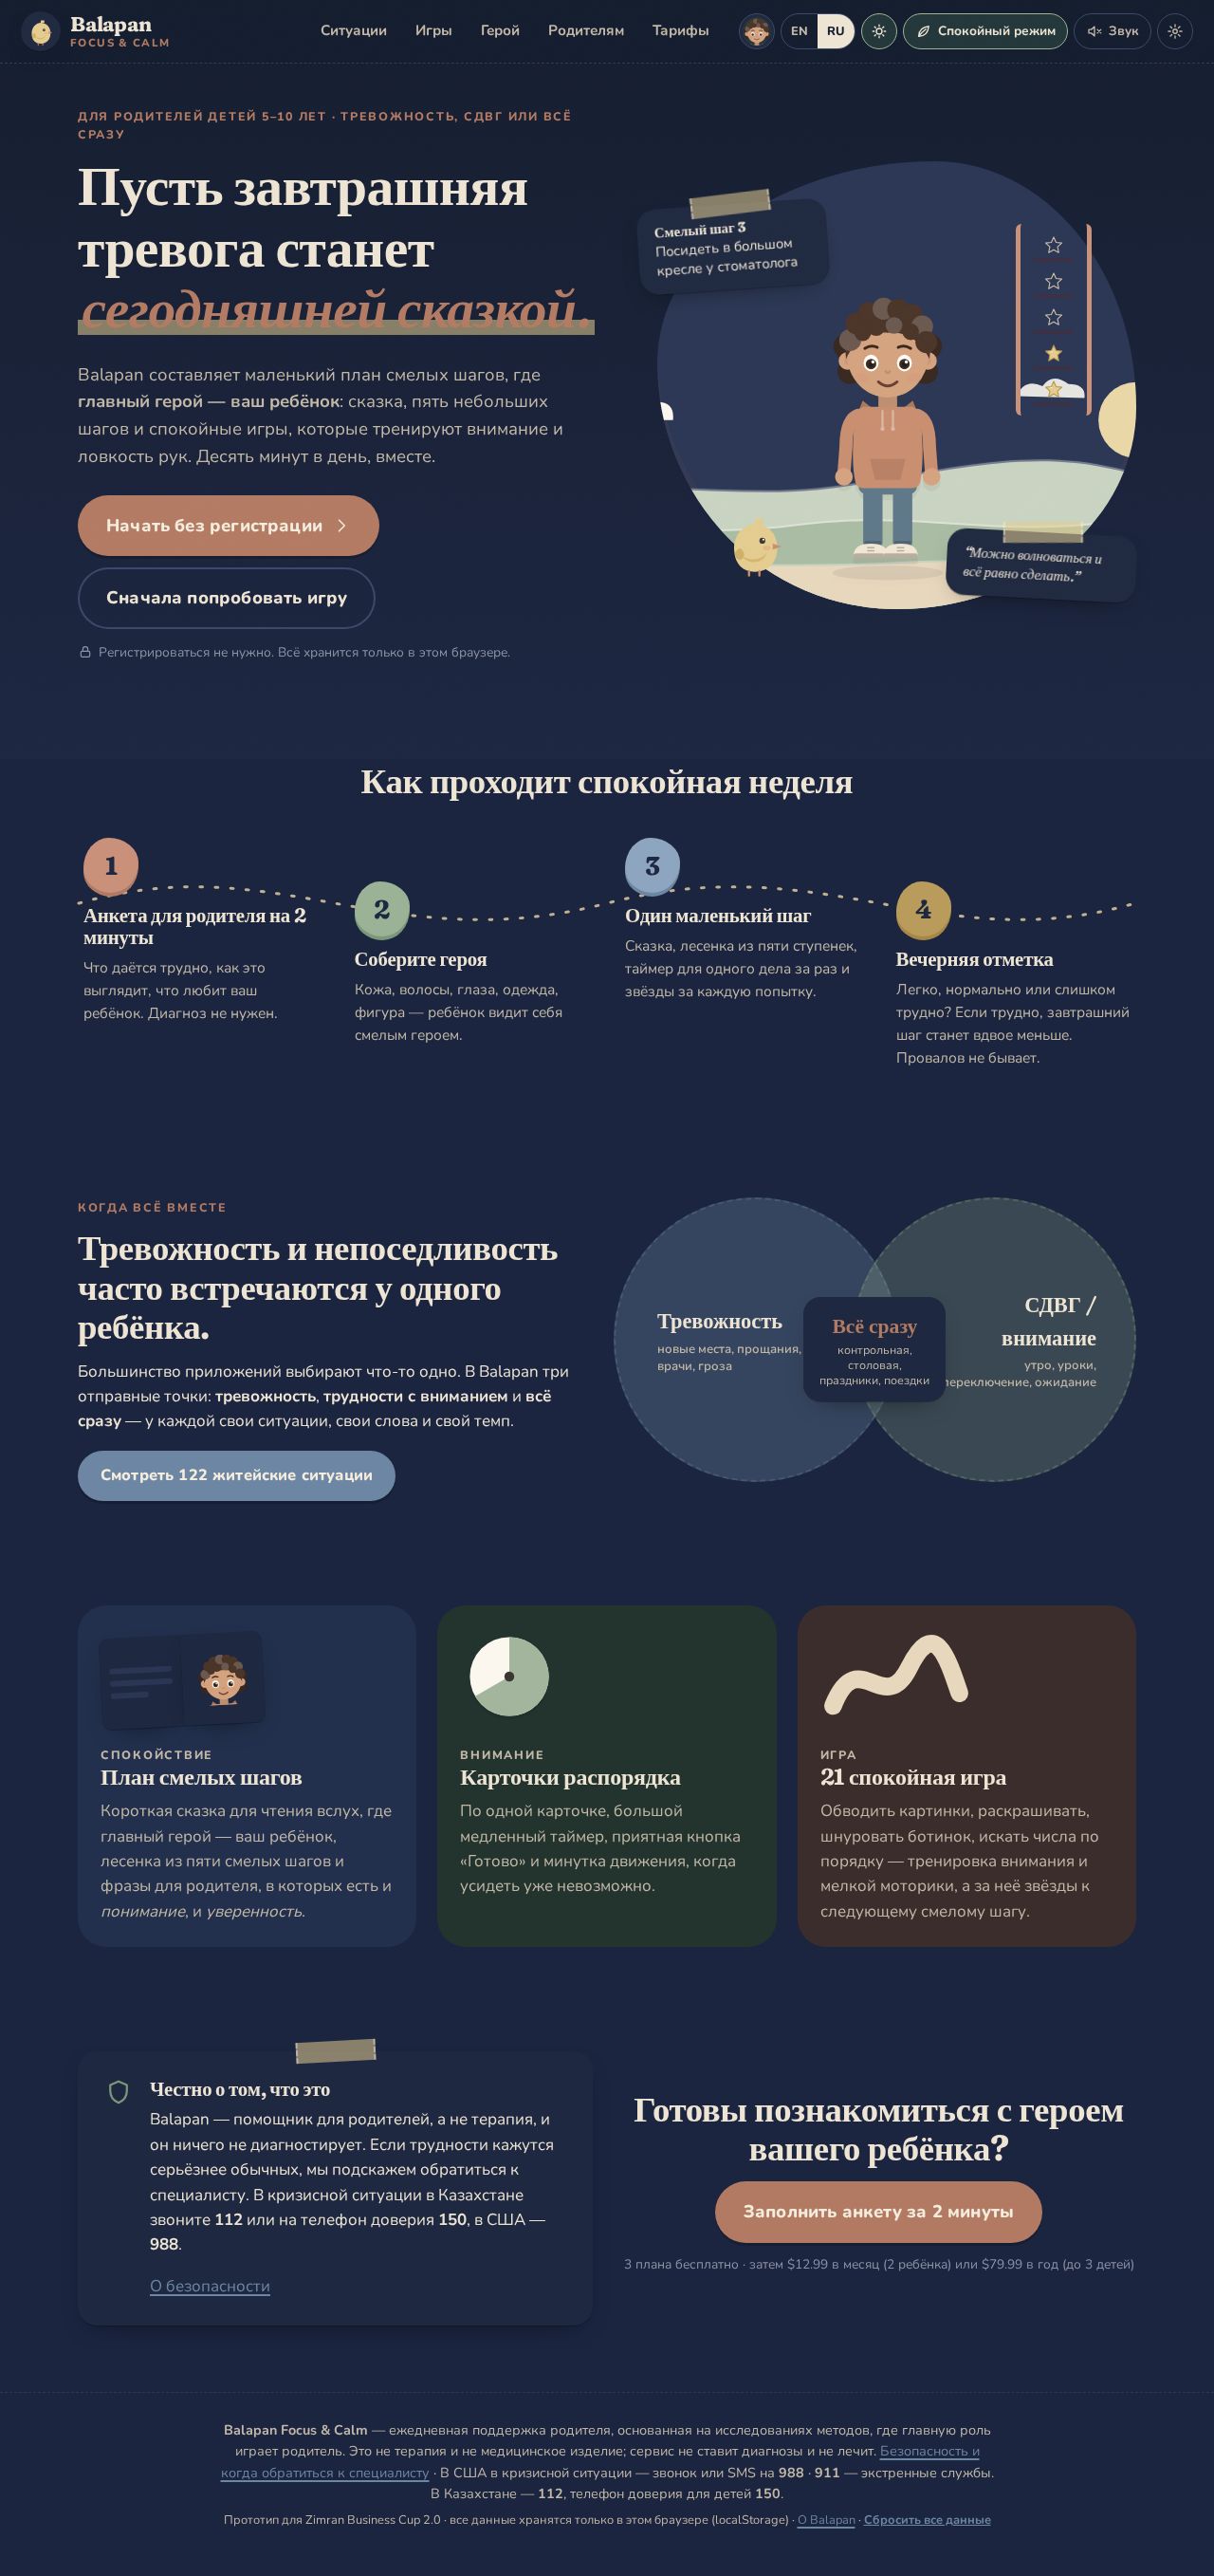 Balapan
FOCUS & CALM
Ситуации
Игры
Герой
Родителям
Тарифы
EN
RU
Спокойный режим
Звук
ДЛЯ РОДИТЕЛЕЙ ДЕТЕЙ 5–10 ЛЕТ · ТРЕВОЖНОСТЬ, СДВГ ИЛИ ВСЁ
СРАЗУ
Пусть завтрашняя
тревога станет
сегодняшней сказкой.
Balapan составляет маленький план смелых шагов, где
главный герой — ваш ребёнок: сказка, пять небольших
шагов и спокойные игры, которые тренируют внимание и
ловкость рук. Десять минут в день, вместе.
Начать без регистрации
Сначала попробовать игру
Регистрироваться не нужно. Всё хранится только в этом браузере.
Смелый шаг 3
Посидеть в большом
кресле у стоматолога
“Можно волноваться и
всё равно сделать.”
Как проходит спокойная неделя
1
Анкета для родителя на 2
минуты
Что даётся трудно, как это
выглядит, что любит ваш
ребёнок. Диагноз не нужен.
2
Соберите героя
Кожа, волосы, глаза, одежда,
фигура — ребёнок видит себя
смелым героем.
3
Один маленький шаг
Сказка, лесенка из пяти ступенек,
таймер для одного дела за раз и
звёзды за каждую попытку.
4
Вечерняя отметка
Легко, нормально или слишком
трудно? Если трудно, завтрашний
шаг станет вдвое меньше.
Провалов не бывает.
КОГДА ВСЁ ВМЕСТЕ
Тревожность и непоседливость
часто встречаются у одного
ребёнка.
Большинство приложений выбирают что-то одно. В Balapan три
отправные точки: тревожность, трудности с вниманием и всё
сразу — у каждой свои ситуации, свои слова и свой темп.
Смотреть 122 житейские ситуации
Тревожность
новые места, прощания,
врачи, гроза
Всё сразу
контрольная,
столовая,
праздники, поездки
СДВГ /
внимание
утро, уроки,
переключение, ожидание
СПОКОЙСТВИЕ
План смелых шагов
Короткая сказка для чтения вслух, где
главный герой — ваш ребёнок,
лесенка из пяти смелых шагов и
фразы для родителя, в которых есть и
понимание, и уверенность.
ВНИМАНИЕ
Карточки распорядка
По одной карточке, большой
медленный таймер, приятная кнопка
«Готово» и минутка движения, когда
усидеть уже невозможно.
ИГРА
21 спокойная игра
Обводить картинки, раскрашивать,
шнуровать ботинок, искать числа по
порядку — тренировка внимания и
мелкой моторики, а за неё звёзды к
следующему смелому шагу.
Честно о том, что это
Balapan — помощник для родителей, а не терапия, и
он ничего не диагностирует. Если трудности кажутся
серьёзнее обычных, мы подскажем обратиться к
специалисту. В кризисной ситуации в Казахстане
звоните 112 или на телефон доверия 150, в США —
988.
О безопасности
Готовы познакомиться с героем
вашего ребёнка?
Заполнить анкету за 2 минуты
3 плана бесплатно · затем $12.99 в месяц (2 ребёнка) или $79.99 в год (до 3 детей)
Balapan Focus & Calm — ежедневная поддержка родителя, основанная на исследованиях методов, где главную роль
играет родитель. Это не терапия и не медицинское изделие; сервис не ставит диагнозы и не лечит. Безопасность и
когда обратиться к специалисту · В США в кризисной ситуации — звонок или SMS на 988 · 911 — экстренные службы.
В Казахстане — 112, телефон доверия для детей 150.
Прототип для Zimran Business Cup 2.0 · все данные хранятся только в этом браузере (localStorage) · О Balapan · Сбросить все данные